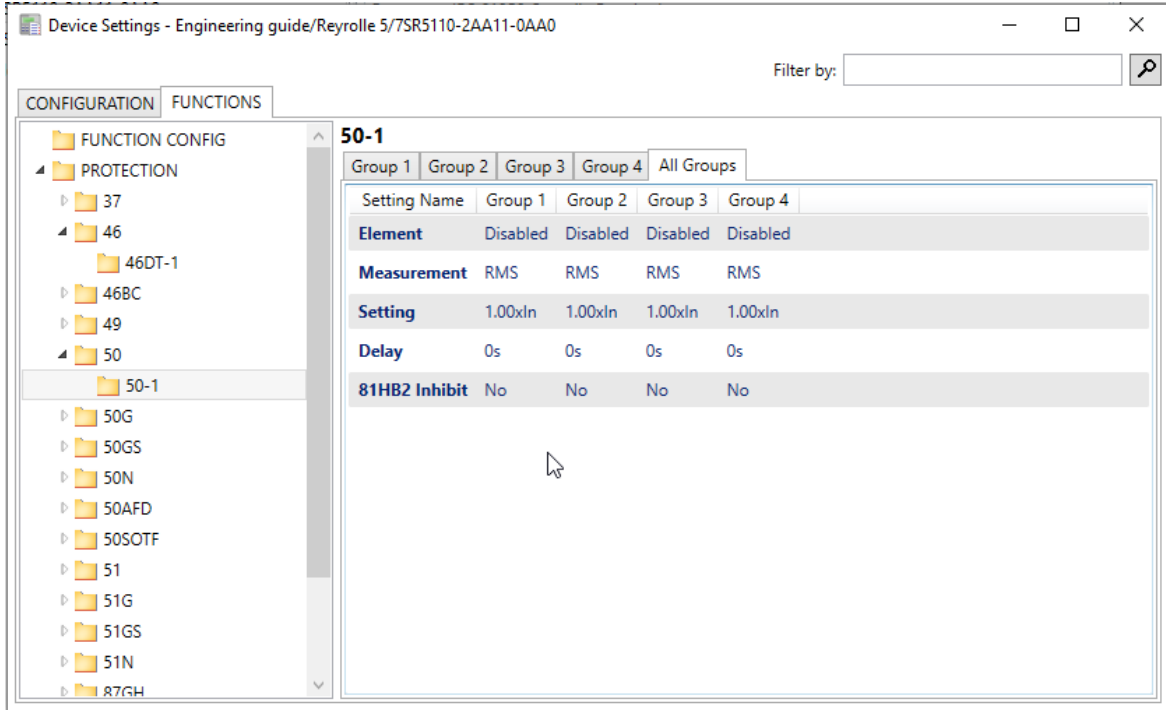 Device Settings - Engineering guide/Reyrolle 5/7SR5110-2AA11-0AA0
Filter by:
CONFIGURATION FUNCTIONS
FUNCTION CONFIG
PROTECTION
37
46
46DT-1
46BC
49
50
50-1
50G
50GS
50N
50AFD
50SOTF
51
51G
51GS
51N
87GH
50-1
Group 1 Group 2 Group 3 Group 4 All Groups
Setting Name Group 1 Group 2 Group 3 Group 4
Element Disabled Disabled Disabled Disabled
Measurement RMS RMS RMS RMS
Setting 1.00xIn 1.00xIn 1.00xIn 1.00xIn
Delay 0s 0s 0s 0s
81HB2 Inhibit No No No No